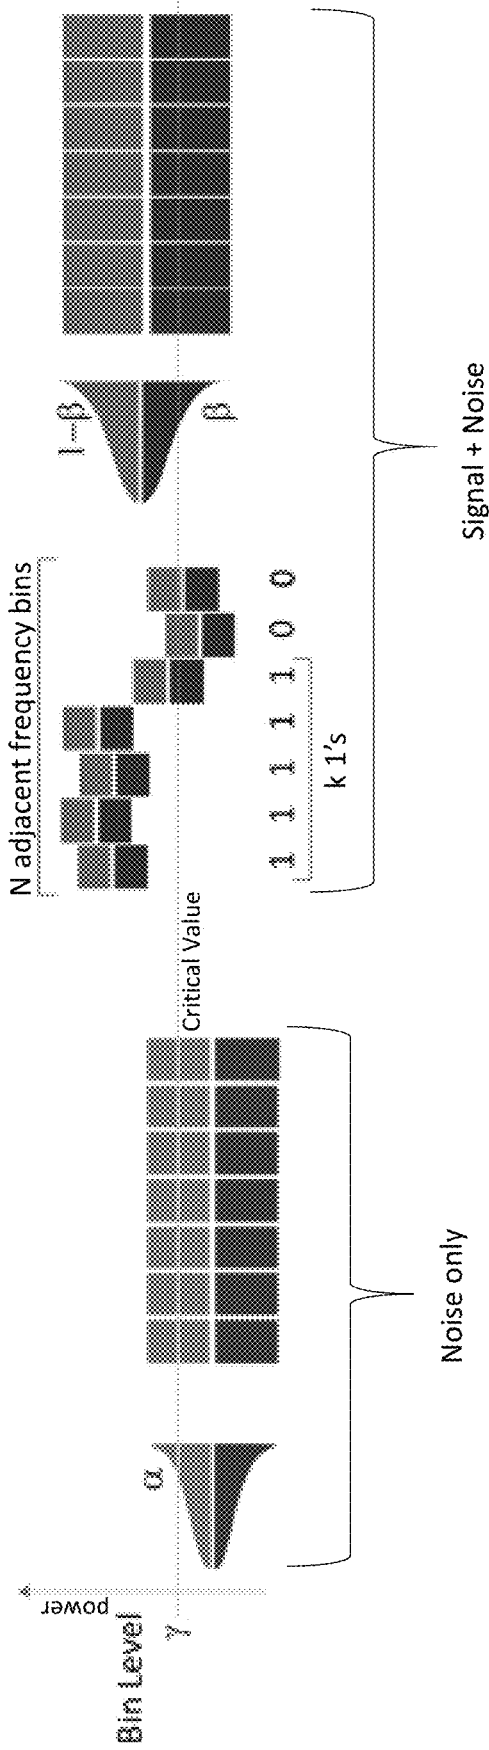 Bin Level
power
γ
α
Noise only
Critical Value
N adjacent frequency bins
1 1 1 1 1 0 0
k 1's
1−β
β
Signal + Noise